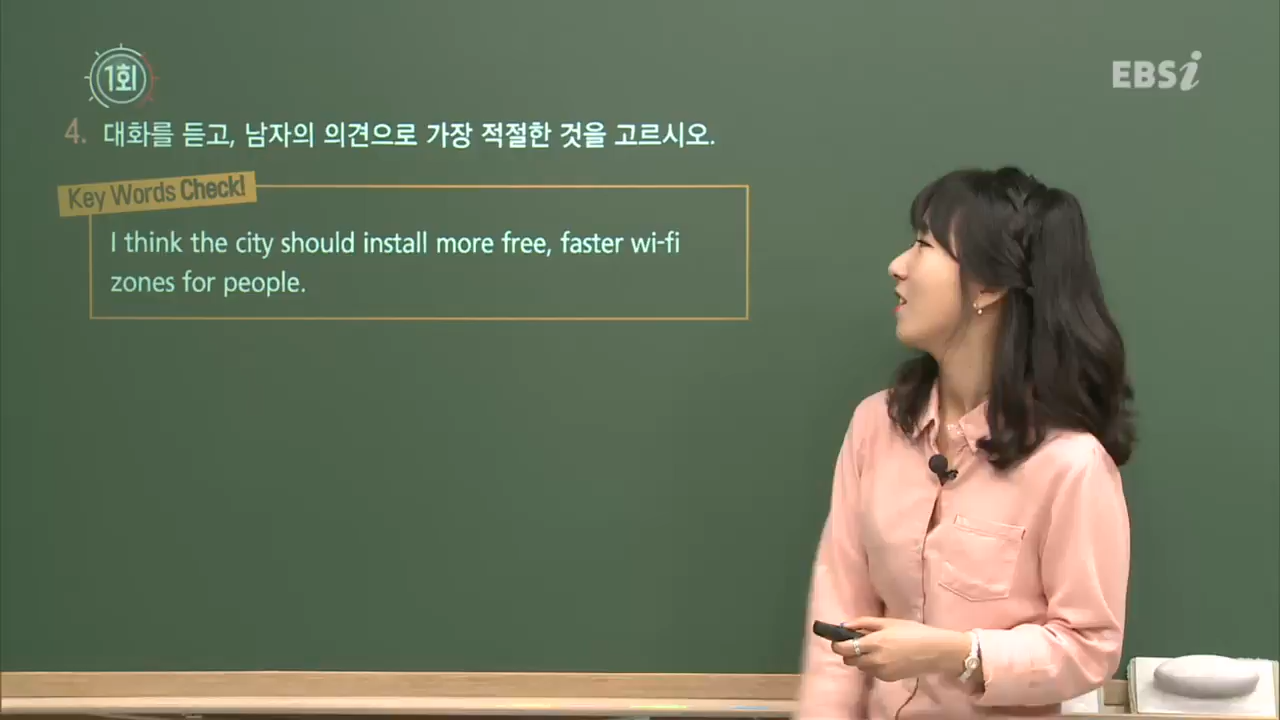 1회
EBSi
4. 대화를 듣고, 남자의 의견으로 가장 적절한 것을 고르시오.
Key Words Check!
I think the city should install more free, faster wi-fi
zones for people.